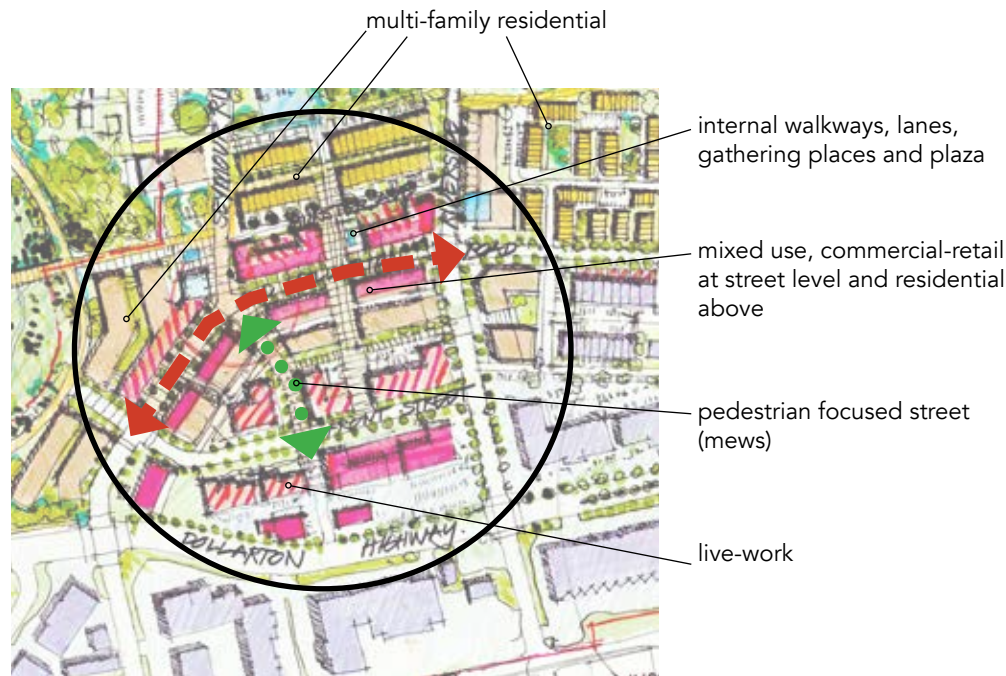 multi-family residential
internal walkways, lanes,
gathering places and plaza
mixed use, commercial-retail
at street level and residential
above
pedestrian focused street
(mews)
live-work
ROAD
STREET
DOLLARTON HIGHWAY.